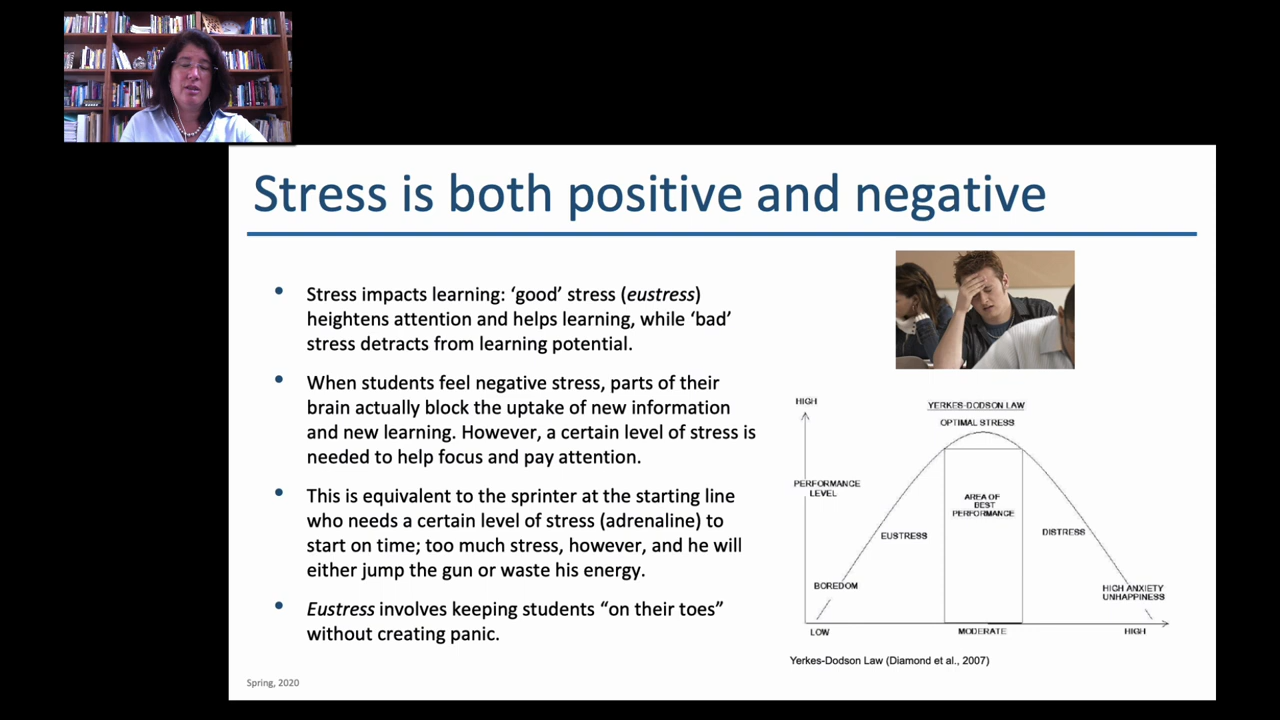 Stress is both positive and negative
• Stress impacts learning: ‘good’ stress (eustress)
heightens attention and helps learning, while ‘bad’
stress detracts from learning potential.
• When students feel negative stress, parts of their
brain actually block the uptake of new information
and new learning. However, a certain level of stress is
needed to help focus and pay attention.
• This is equivalent to the sprinter at the starting line
who needs a certain level of stress (adrenaline) to
start on time; too much stress, however, and he will
either jump the gun or waste his energy.
• Eustress involves keeping students “on their toes”
without creating panic.
HIGH
YERKES-DODSON LAW
OPTIMAL STRESS
PERFORMANCE
LEVEL
AREA OF
BEST
PERFORMANCE
EUSTRESS
DISTRESS
BOREDOM
HIGH ANXIETY
UNHAPPINESS
LOW
MODERATE
HIGH
Yerkes-Dodson Law (Diamond et al., 2007)
Spring, 2020